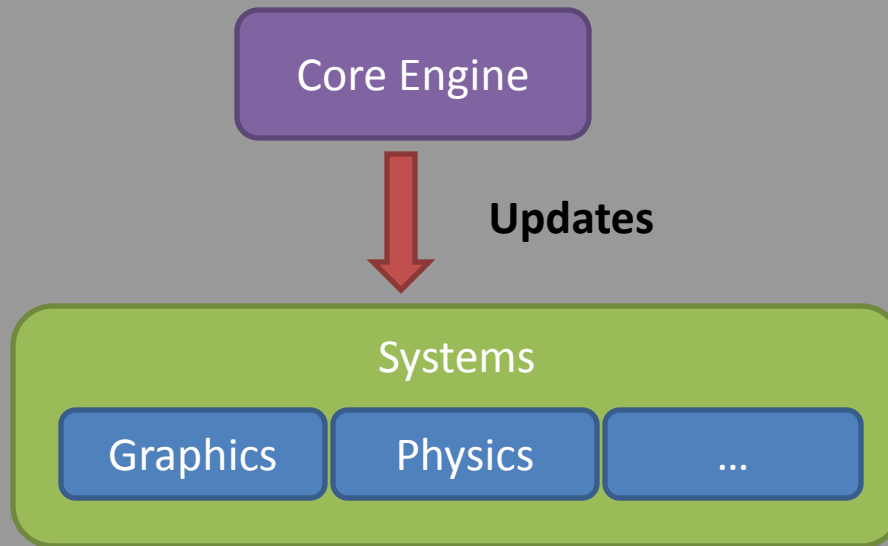 Core Engine
Updates
Systems
Graphics
Physics
...